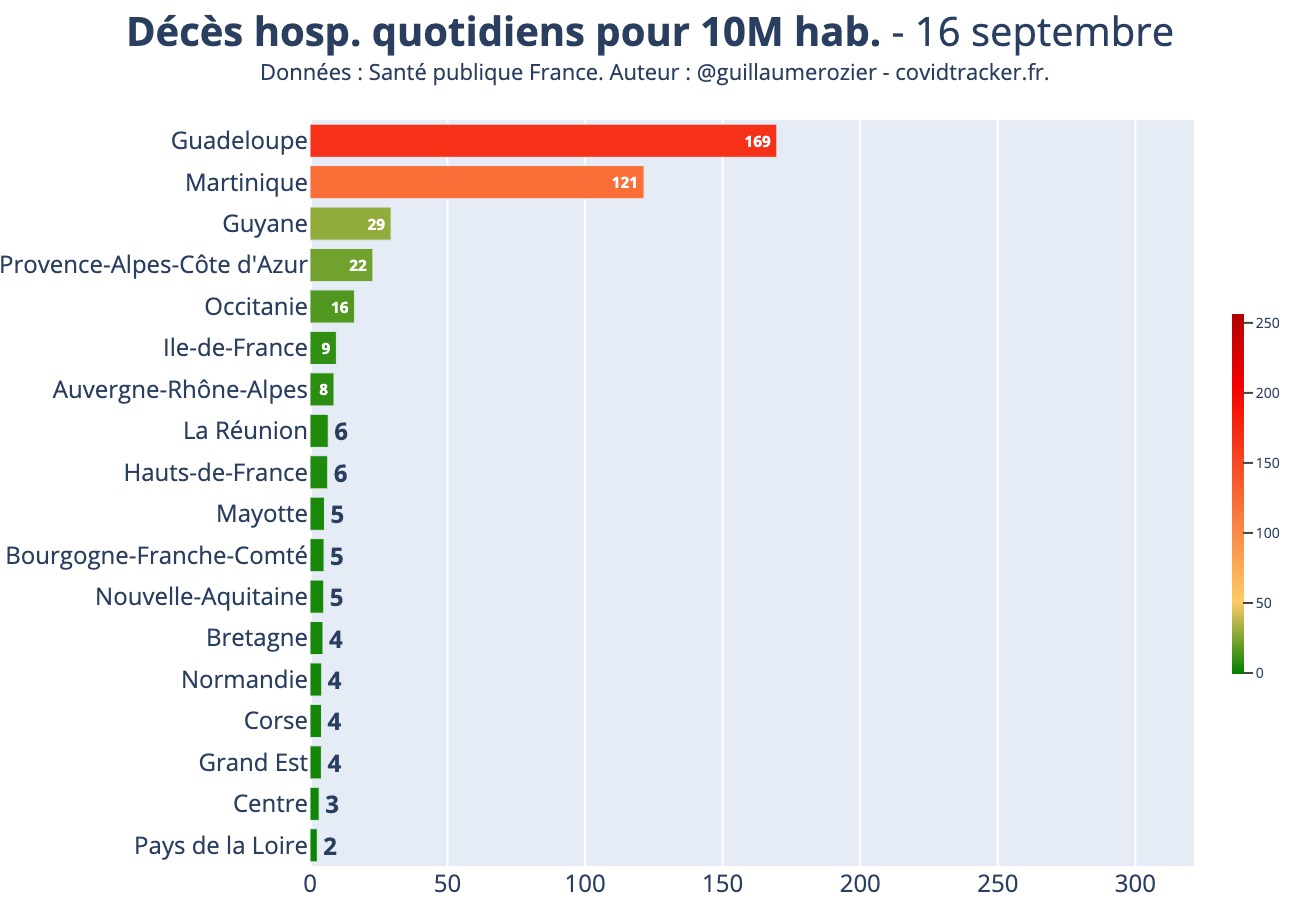 Décès hosp. quotidiens pour 10M hab. - 16 septembre
Données : Santé publique France. Auteur : @guillaumerozier - covidtracker.fr.
Guadeloupe 169
Martinique 121
Guyane 29
Provence-Alpes-Côte d'Azur 22
Occitanie 16
Ile-de-France 9
Auvergne-Rhône-Alpes 8
La Réunion 6
Hauts-de-France 6
Mayotte 5
Bourgogne-Franche-Comté 5
Nouvelle-Aquitaine 5
Bretagne 4
Normandie 4
Corse 4
Grand Est 4
Centre 3
Pays de la Loire 2
0 50 100 150 200 250 300
250
200
150
100
50
0